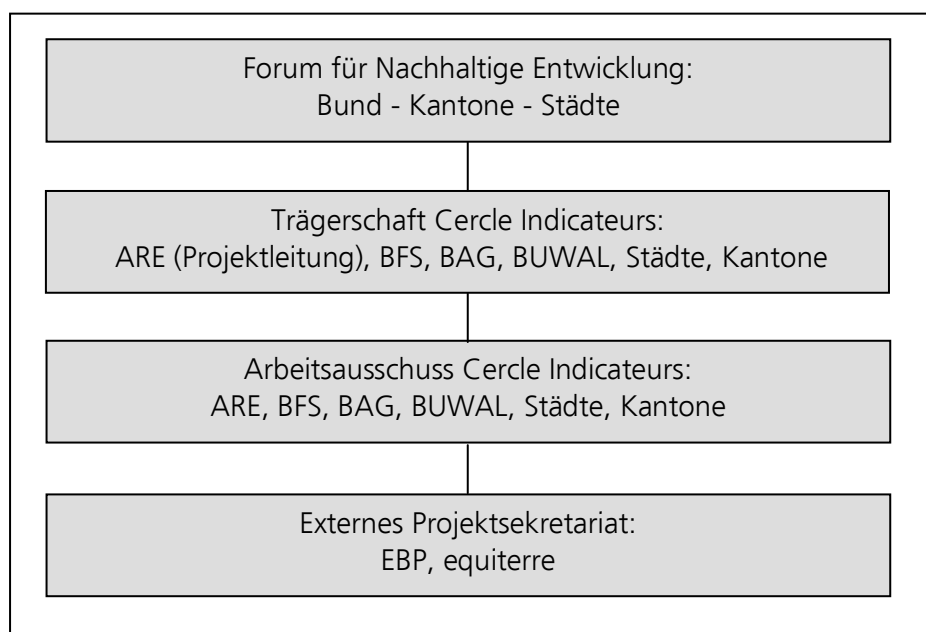 Forum für Nachhaltige Entwicklung:
Bund - Kantone - Städte
Trägerschaft Cercle Indicateurs:
ARE (Projektleitung), BFS, BAG, BUWAL, Städte, Kantone
Arbeitsausschuss Cercle Indicateurs:
ARE, BFS, BAG, BUWAL, Städte, Kantone
Externes Projektsekretariat:
EBP, equiterre